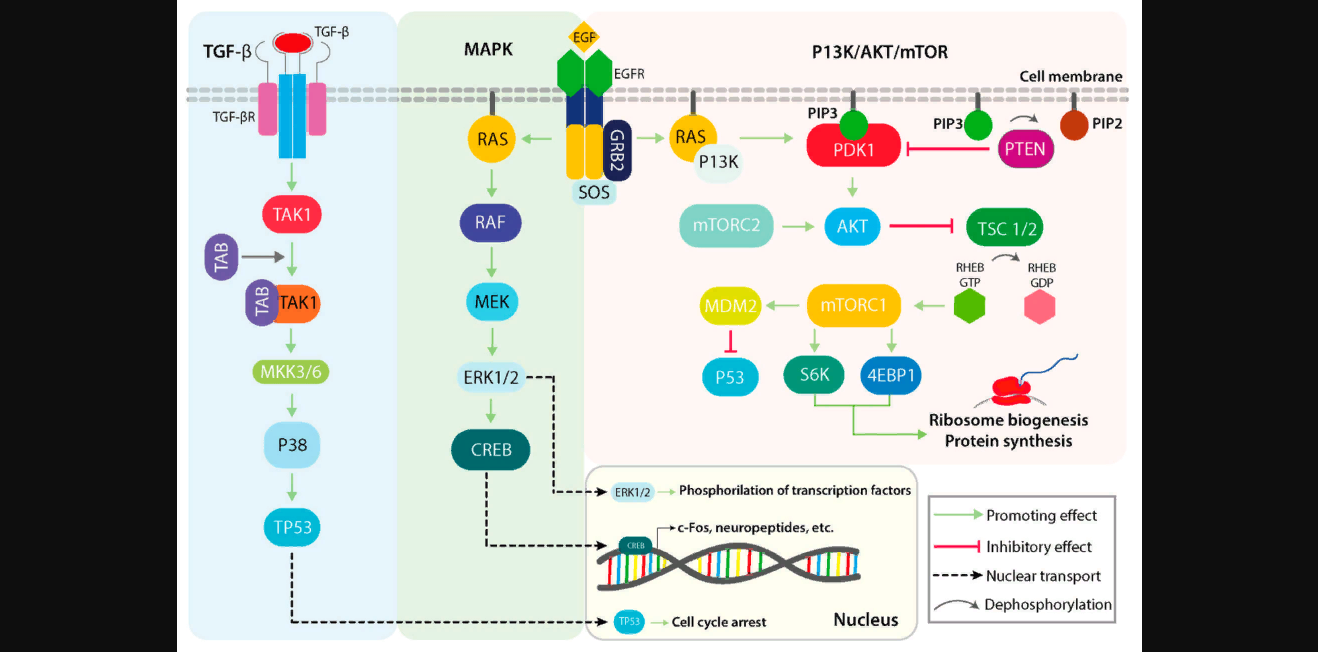 TGF-β
TGF-β
TGF-βR
TAK1
TAB
TAB
TAK1
MKK3/6
P38
TP53
MAPK
EGF
EGFR
GRB2
SOS
RAS
RAF
MEK
ERK1/2
CREB
P13K/AKT/mTOR
Cell membrane
RAS
P13K
PIP3
PDK1
PIP3
PIP2
PTEN
mTORC2
AKT
TSC 1/2
RHEB
GTP
RHEB
GDP
MDM2
mTORC1
P53
S6K
4EBP1
Ribosome biogenesis
Protein synthesis
ERK1/2
Phosphorilation of transcription factors
CREB
c-Fos, neuropeptides, etc.
TP53
Cell cycle arrest
Nucleus
Promoting effect
Inhibitory effect
Nuclear transport
Dephosphorylation